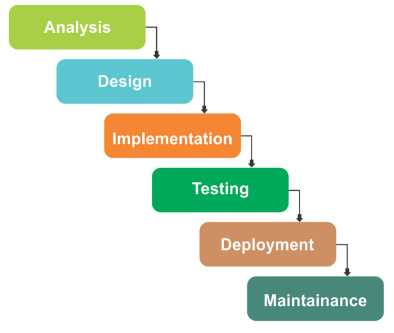 Analysis
Design
Implementation
Testing
Deployment
Maintainance